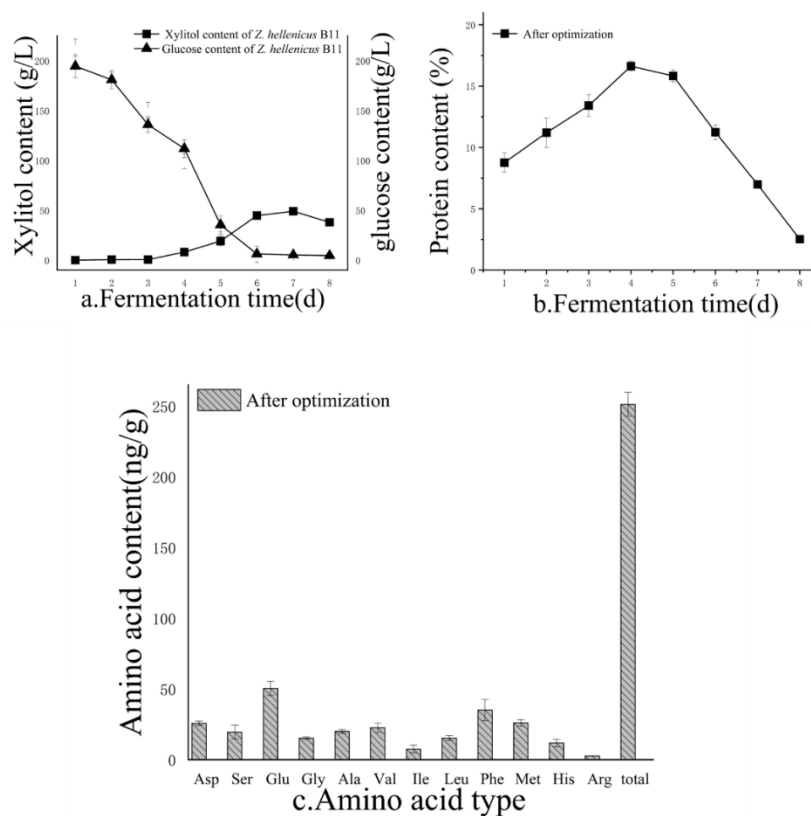 Xylitol content of Z. hellenicus B11
Glucose content of Z. hellenicus B11
Xylitol content (g/L)
200
150
100
50
0
glucose content(g/L)
200
150
100
50
0
1 2 3 4 5 6 7 8
a.Fermentation time(d)
After optimization
Protein content (%)
20
15
10
5
0
1 2 3 4 5 6 7 8
b.Fermentation time(d)
After optimization
Amino acid content(ng/g)
250
200
150
100
50
0
Asp Ser Glu Gly Ala Val Ile Leu Phe Met His Arg total
c.Amino acid type